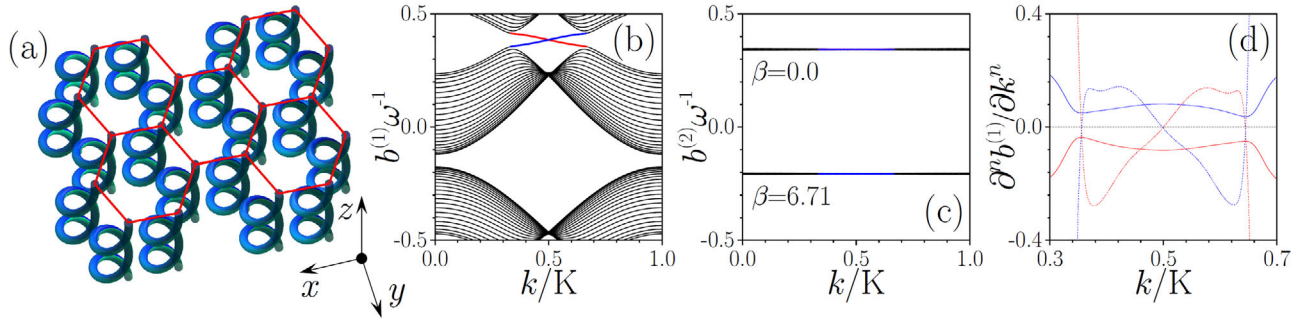 (a)
z
x
y
0.5
0.0
-0.5
b⁽¹⁾ω⁻¹
(b)
0.0 0.5 1.0
k/K
0.5
0.0
-0.5
b⁽²⁾ω⁻¹
β=0.0
β=6.71
(c)
0.0 0.5 1.0
k/K
0.4
0.0
-0.4
∂ⁿb⁽¹⁾/∂kⁿ
(d)
0.3 0.5 0.7
k/K